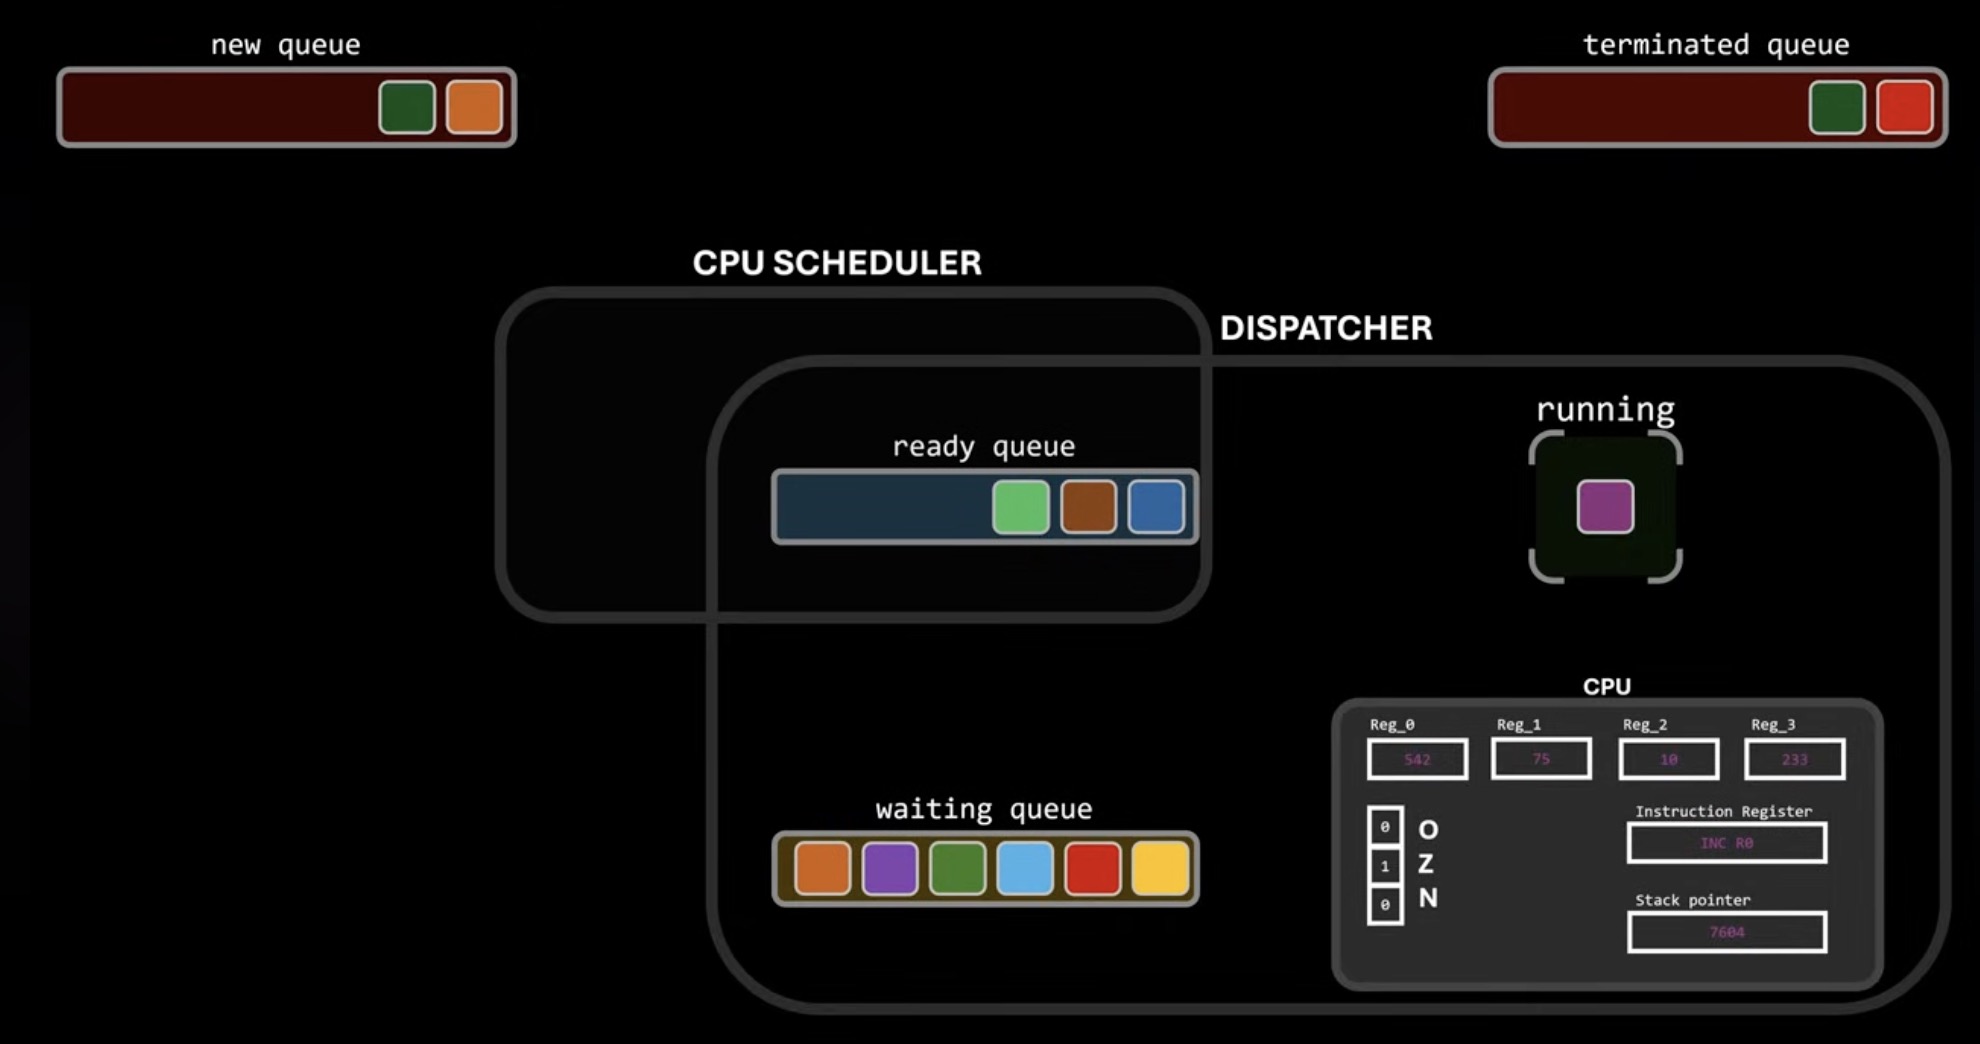 new queue
terminated queue
CPU SCHEDULER
DISPATCHER
running
ready queue
CPU
Reg_0 Reg_1 Reg_2 Reg_3
542 75 10 233
waiting queue
Instruction Register
0 O
INC R0
1 Z
0 N
Stack pointer
7604